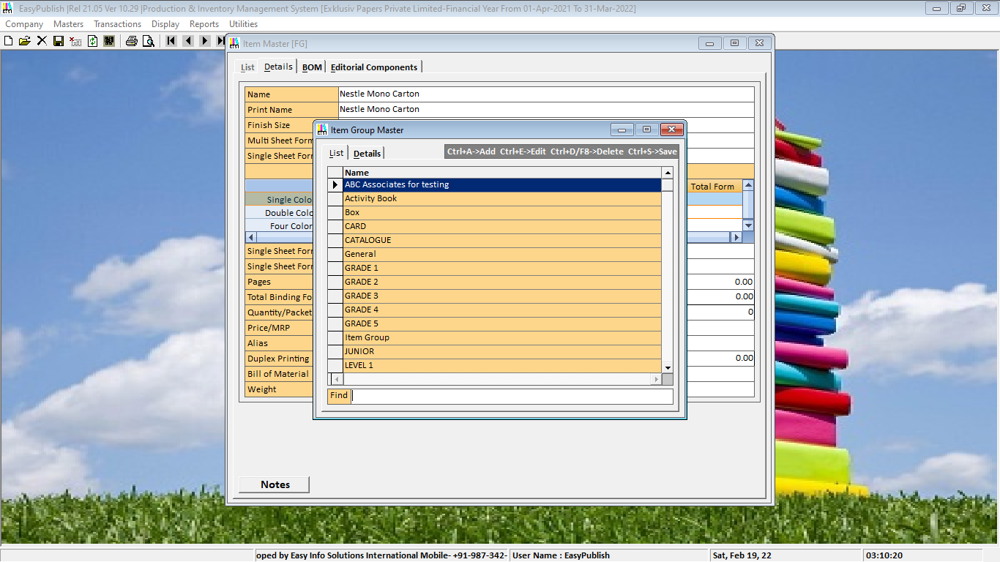 EasyPublish |Rel 21.05 Ver 10.29 |Production & Inventory Management System [Exklusiv Papers Private Limited-Financial Year From 01-Apr-2021 To 31-Mar-2022]
Company Masters Transactions Display Reports Utilities
Item Master [FG]
List Details BOM Editorial Components
Name Nestle Mono Carton
Print Name Nestle Mono Carton
Finish Size
Multi Sheet Form
Single Sheet Forr
Total Form
Single Colo
Double Colo
Four Color
Single Sheet Forr
Single Sheet Forr
Pages 0.00
Total Binding Fo 0.00
Quantity/Packet 0
Price/MRP
Alias
Duplex Printing 0.00
Bill of Material
Weight
Notes
Item Group Master
List Details Ctrl+A->Add Ctrl+E->Edit Ctrl+D/F8->Delete Ctrl+S->Save
Name
ABC Associates for testing
Activity Book
Box
CARD
CATALOGUE
General
GRADE 1
GRADE 2
GRADE 3
GRADE 4
GRADE 5
Item Group
JUNIOR
LEVEL 1
Find
oped by Easy Info Solutions International Mobile- +91-987-342- User Name : EasyPublish Sat, Feb 19, 22 03:10:20